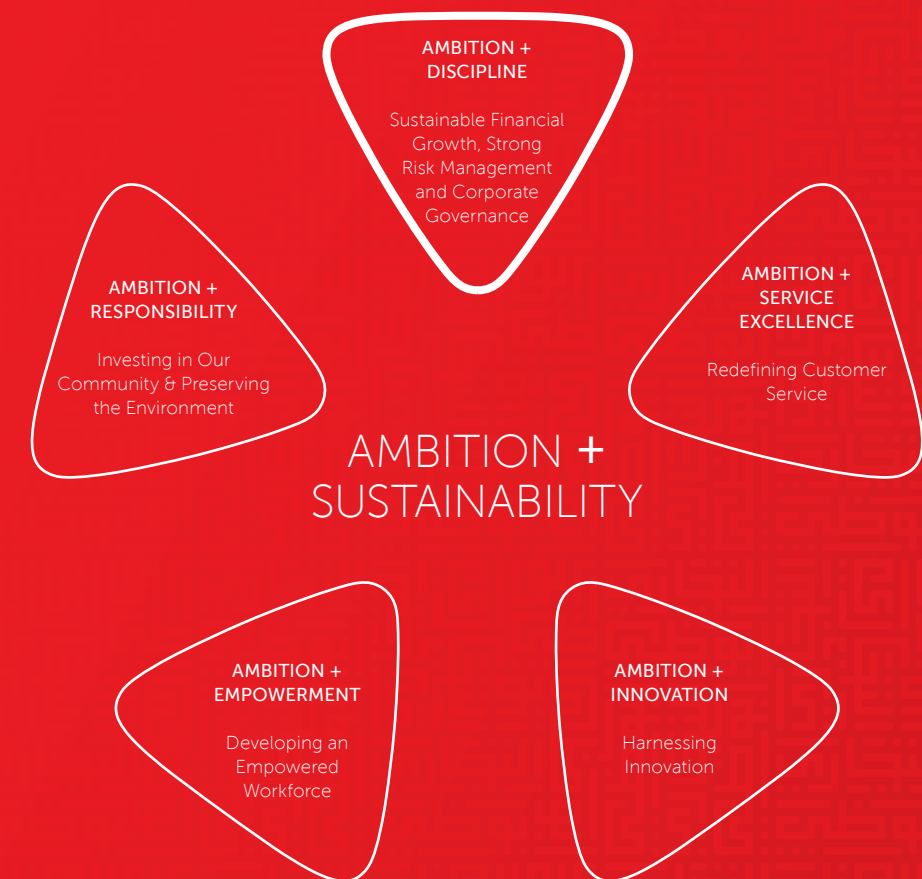 AMBITION +
DISCIPLINE
Sustainable Financial
Growth, Strong
Risk Management
and Corporate
Governance
AMBITION +
RESPONSIBILITY
Investing in Our
Community & Preserving
the Environment
AMBITION +
SERVICE
EXCELLENCE
Redefining Customer
Service
AMBITION +
SUSTAINABILITY
AMBITION +
EMPOWERMENT
Developing an
Empowered
Workforce
AMBITION +
INNOVATION
Harnessing
Innovation